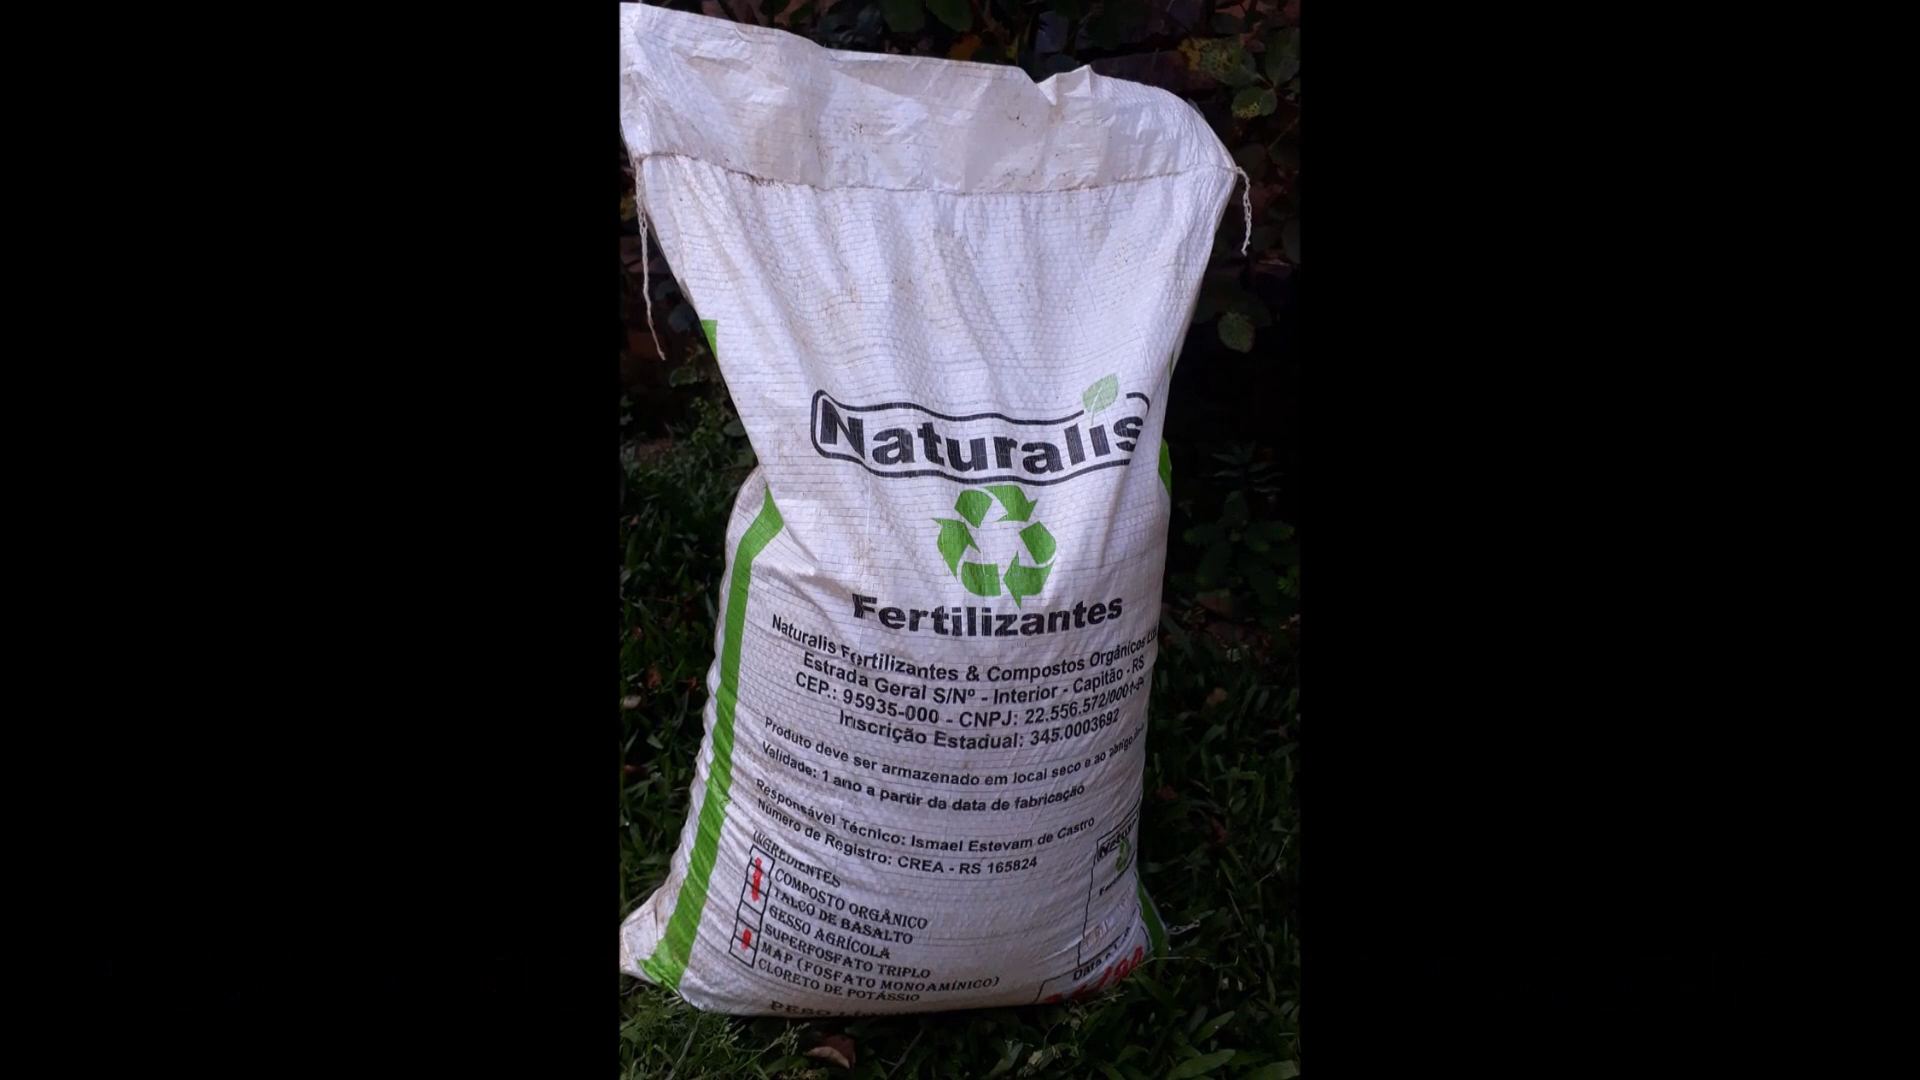 Naturalis
Fertilizantes
Naturalis Fertilizantes & Compostos Orgânicos
Estrada Geral S/Nº - Interior - Capitão - RS
CEP.: 95935-000 - CNPJ: 22.556.572/0001-
Inscrição Estadual: 345.0003692
Produto deve ser armazenado em local seco e ao abrigo
Validade: 1 ano a partir da data de fabricação
Responsável Técnico: Ismael Estevam de Castro
Número de Registro: CREA - RS 165824
INGREDIENTES
COMPOSTO ORGÂNICO
TALCO DE BASALTO
GESSO AGRÍCOLA
SUPERFOSFATO TRIPLO
MAP (FOSFATO MONOAMÍNICO)
CLORETO DE POTÁSSIO
PESO
Data